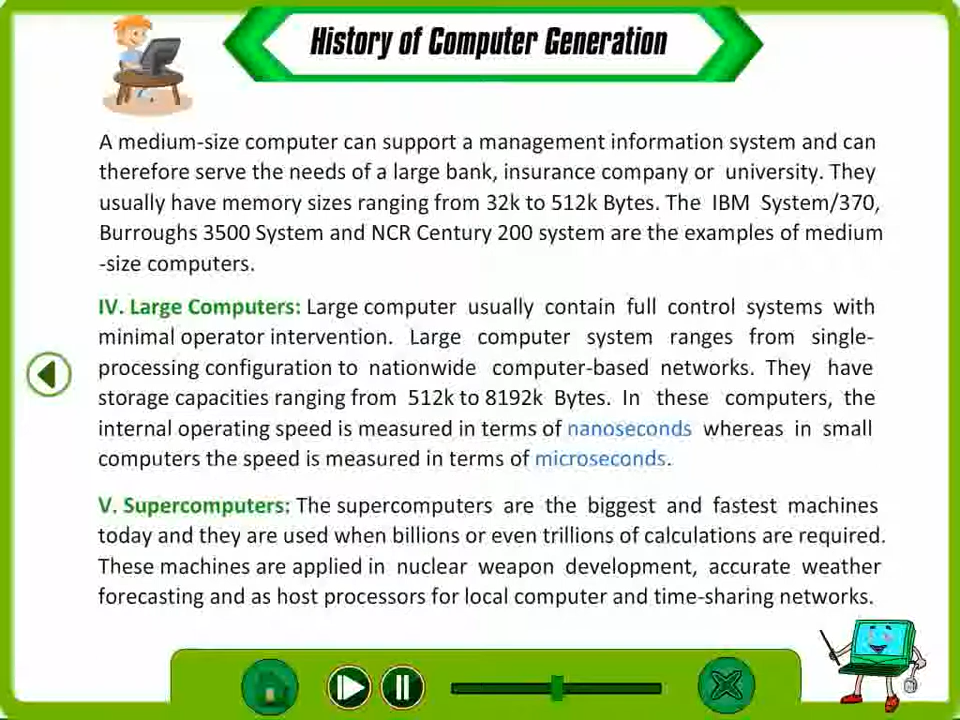 History of Computer Generation
A medium-size computer can support a management information system and can
therefore serve the needs of a large bank, insurance company or university. They
usually have memory sizes ranging from 32k to 512k Bytes. The IBM System/370,
Burroughs 3500 System and NCR Century 200 system are the examples of medium
-size computers.
IV. Large Computers: Large computer usually contain full control systems with
minimal operator intervention. Large computer system ranges from single-
processing configuration to nationwide computer-based networks. They have
storage capacities ranging from 512k to 8192k Bytes. In these computers, the
internal operating speed is measured in terms of nanoseconds whereas in small
computers the speed is measured in terms of microseconds.
V. Supercomputers: The supercomputers are the biggest and fastest machines
today and they are used when billions or even trillions of calculations are required.
These machines are applied in nuclear weapon development, accurate weather
forecasting and as host processors for local computer and time-sharing networks.